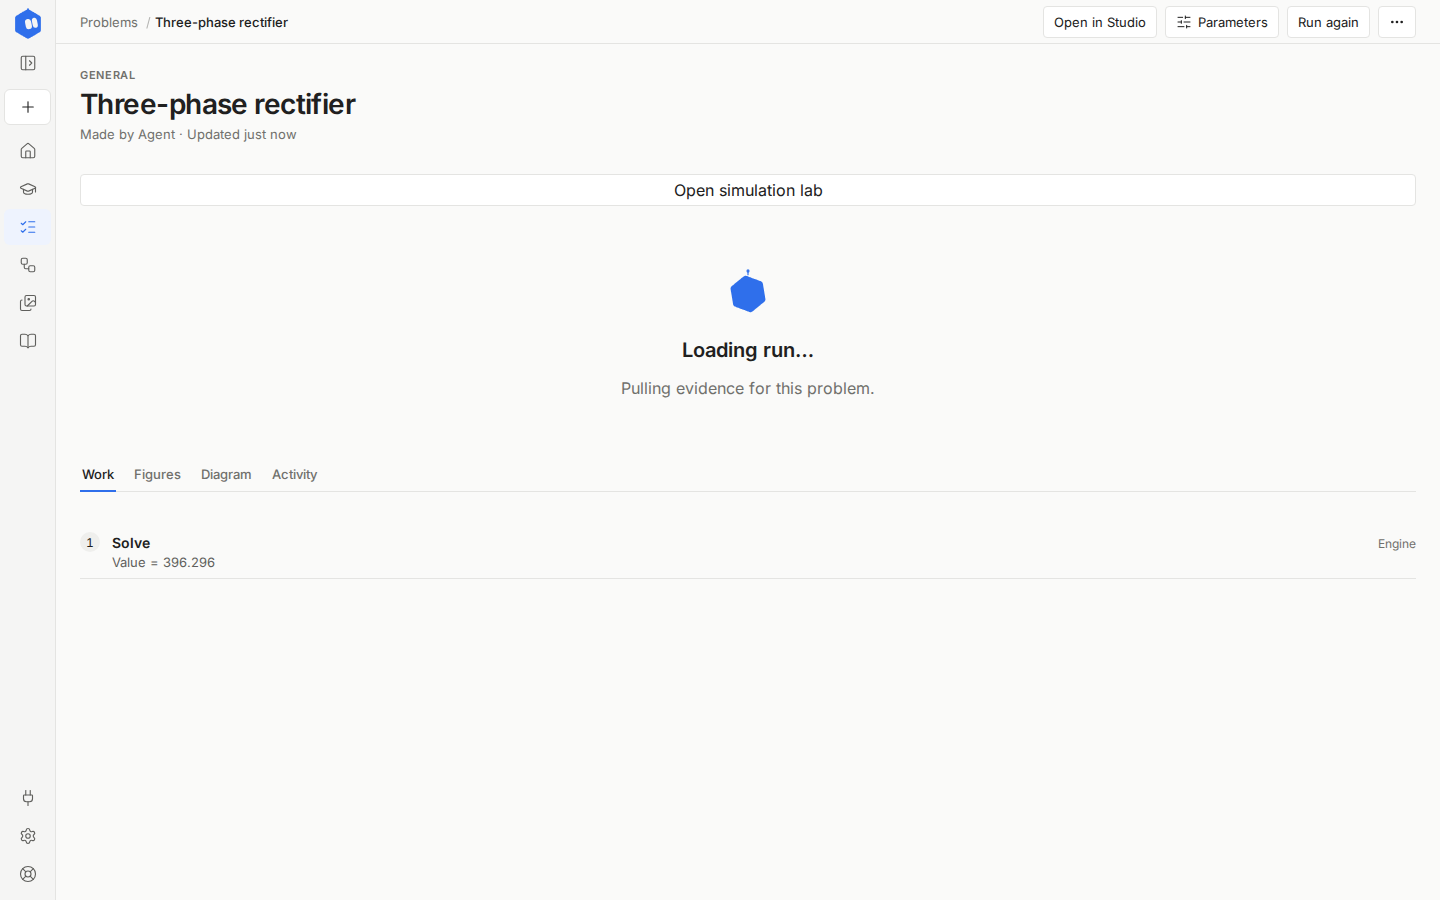 Problems / Three-phase rectifier
Open in Studio
Parameters
Run again
GENERAL
Three-phase rectifier
Made by Agent · Updated just now
Open simulation lab
Loading run...
Pulling evidence for this problem.
Work
Figures
Diagram
Activity
1
Solve
Engine
Value = 396.296